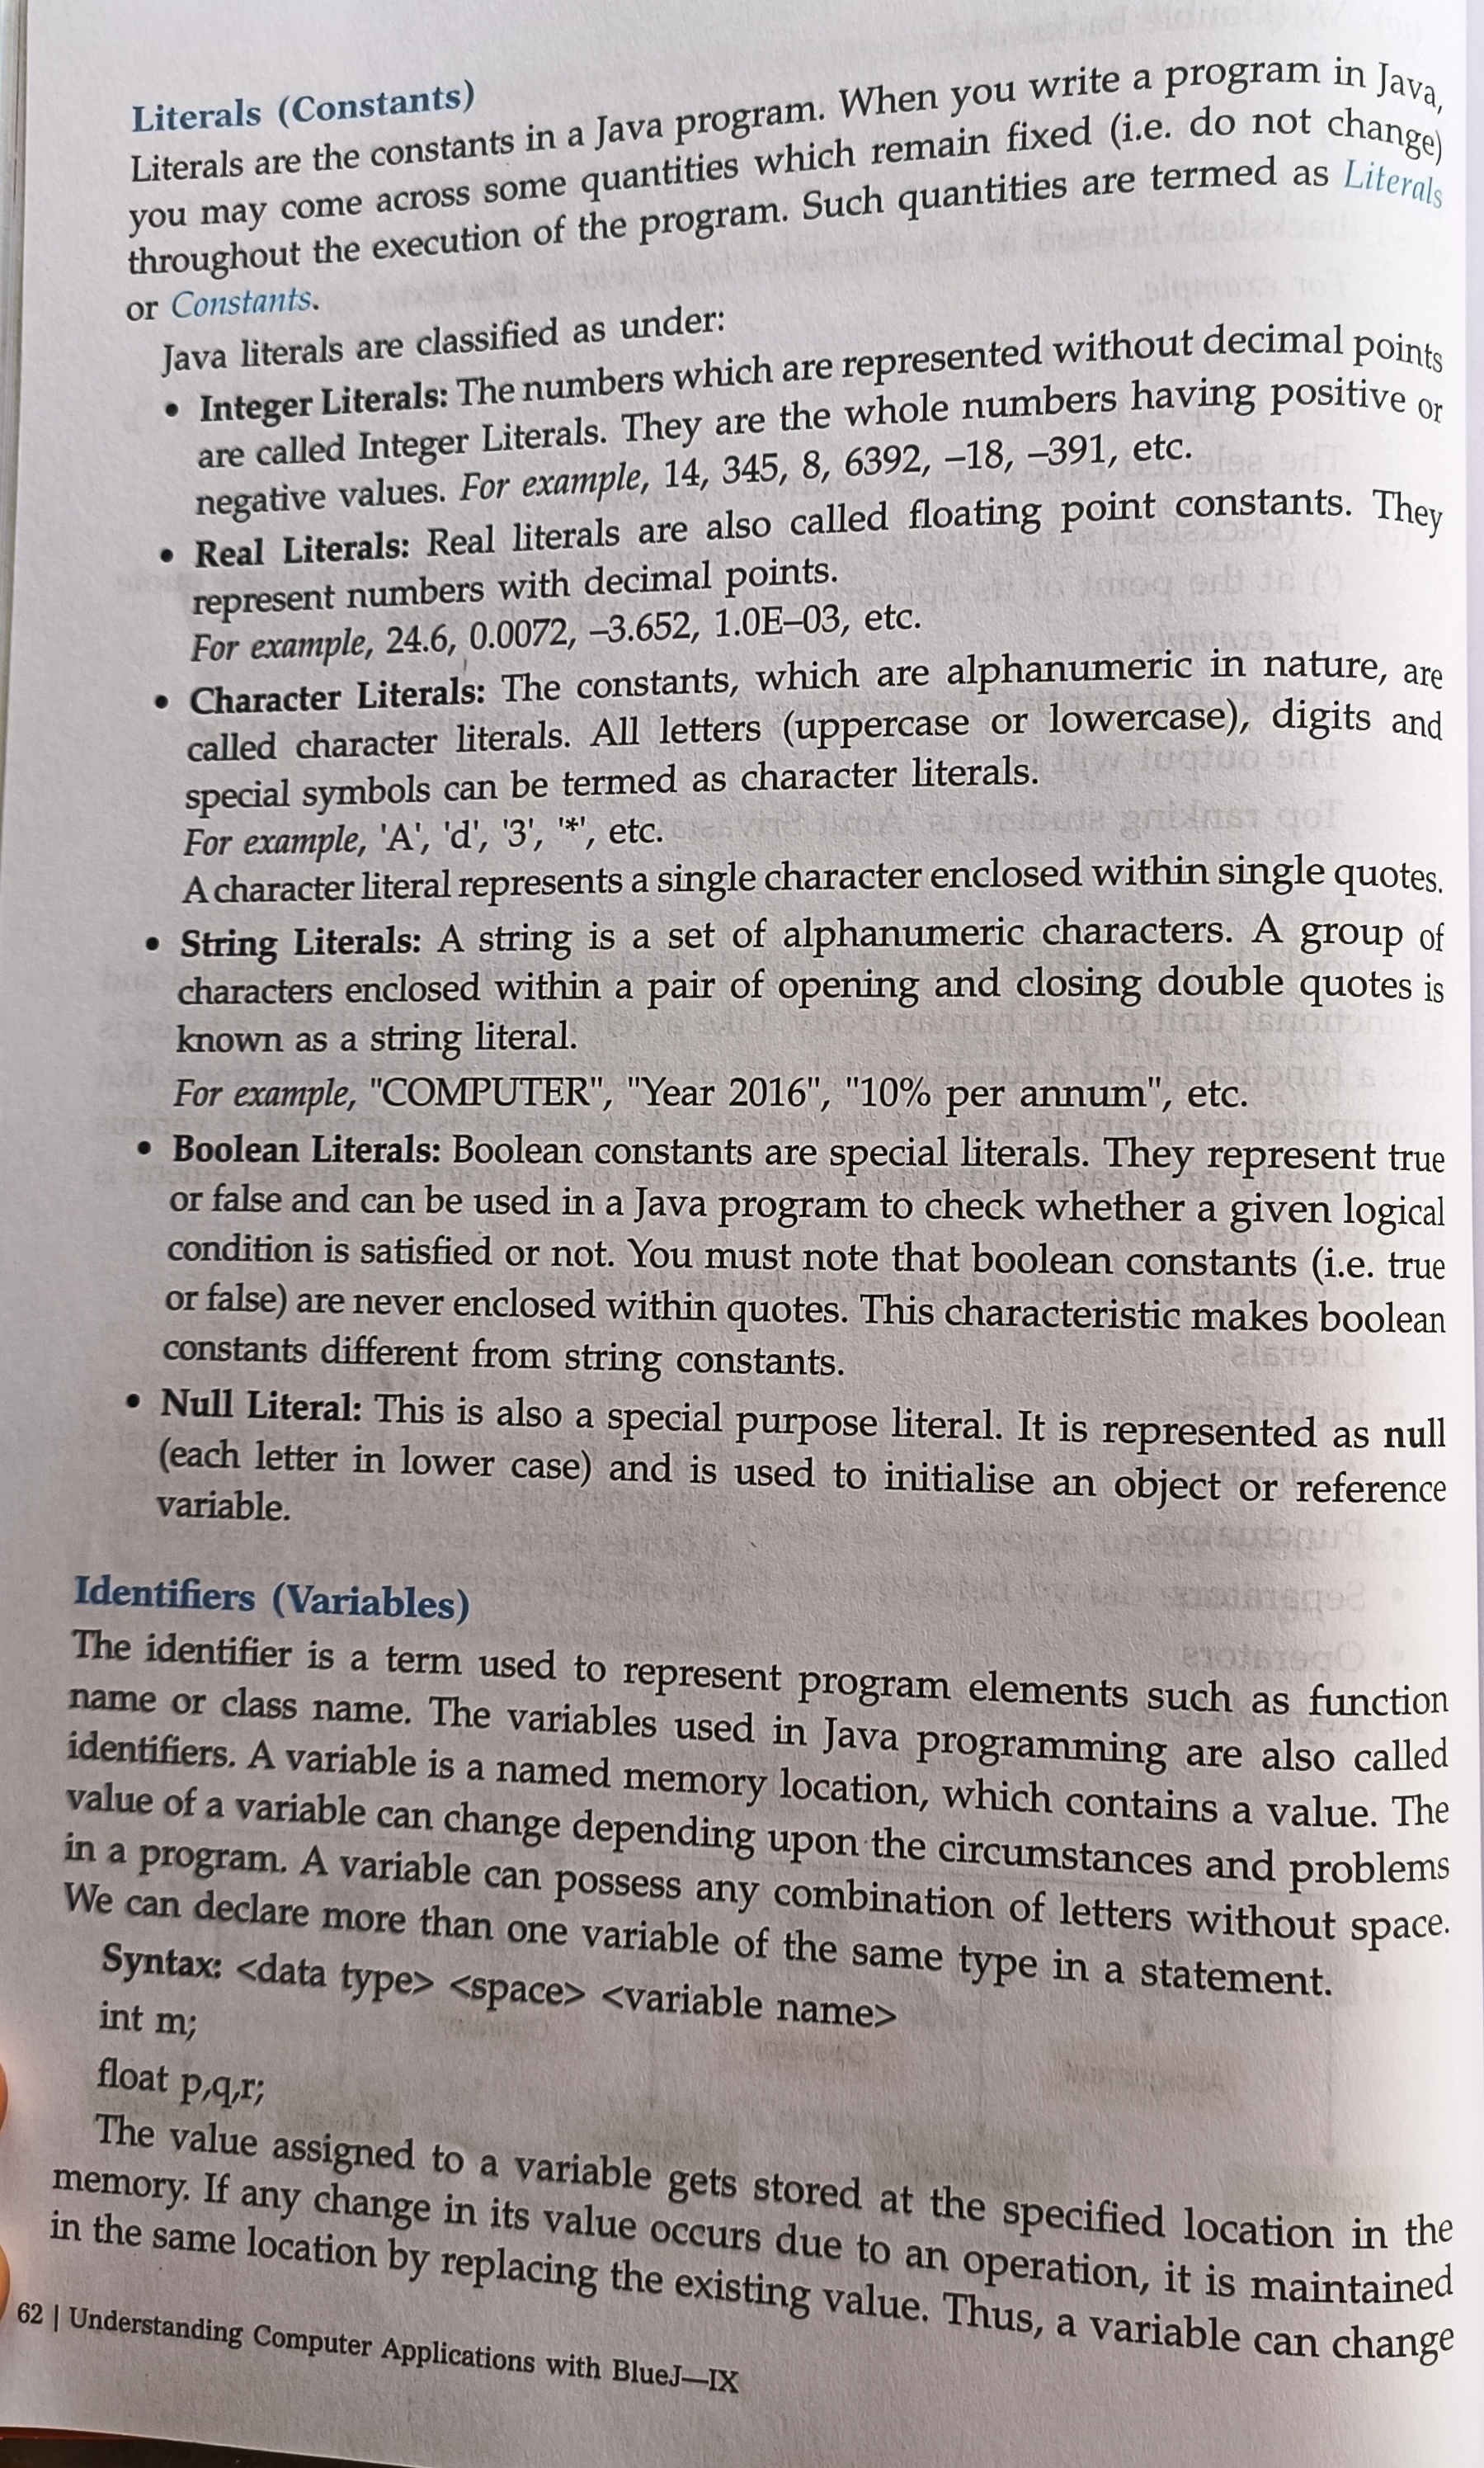 Literals (Constants)
Literals are the constants in a Java program. When you write a program in Java,
you may come across some quantities which remain fixed (i.e. do not change)
throughout the execution of the program. Such quantities are termed as Literals
or Constants.
Java literals are classified as under:
• Integer Literals: The numbers which are represented without decimal points
are called Integer Literals. They are the whole numbers having positive or
negative values. For example, 14, 345, 8, 6392, –18, –391, etc.
• Real Literals: Real literals are also called floating point constants. They
represent numbers with decimal points.
For example, 24.6, 0.0072, –3.652, 1.0E–03, etc.
• Character Literals: The constants, which are alphanumeric in nature, are
called character literals. All letters (uppercase or lowercase), digits and
special symbols can be termed as character literals.
For example, 'A', 'd', '3', '*', etc.
A character literal represents a single character enclosed within single quotes.
• String Literals: A string is a set of alphanumeric characters. A group of
characters enclosed within a pair of opening and closing double quotes is
known as a string literal.
For example, "COMPUTER", "Year 2016", "10% per annum", etc.
• Boolean Literals: Boolean constants are special literals. They represent true
or false and can be used in a Java program to check whether a given logical
condition is satisfied or not. You must note that boolean constants (i.e. true
or false) are never enclosed within quotes. This characteristic makes boolean
constants different from string constants.
• Null Literal: This is also a special purpose literal. It is represented as null
(each letter in lower case) and is used to initialise an object or reference
variable.
Identifiers (Variables)
The identifier is a term used to represent program elements such as function
name or class name. The variables used in Java programming are also called
identifiers. A variable is a named memory location, which contains a value. The
value of a variable can change depending upon the circumstances and problems
in a program. A variable can possess any combination of letters without space.
We can declare more than one variable of the same type in a statement.
Syntax: <data type> <space> <variable name>
int m;
float p,q,r;
The value assigned to a variable gets stored at the specified location in the
memory. If any change in its value occurs due to an operation, it is maintained
in the same location by replacing the existing value. Thus, a variable can change
62 | Understanding Computer Applications with BlueJ—IX